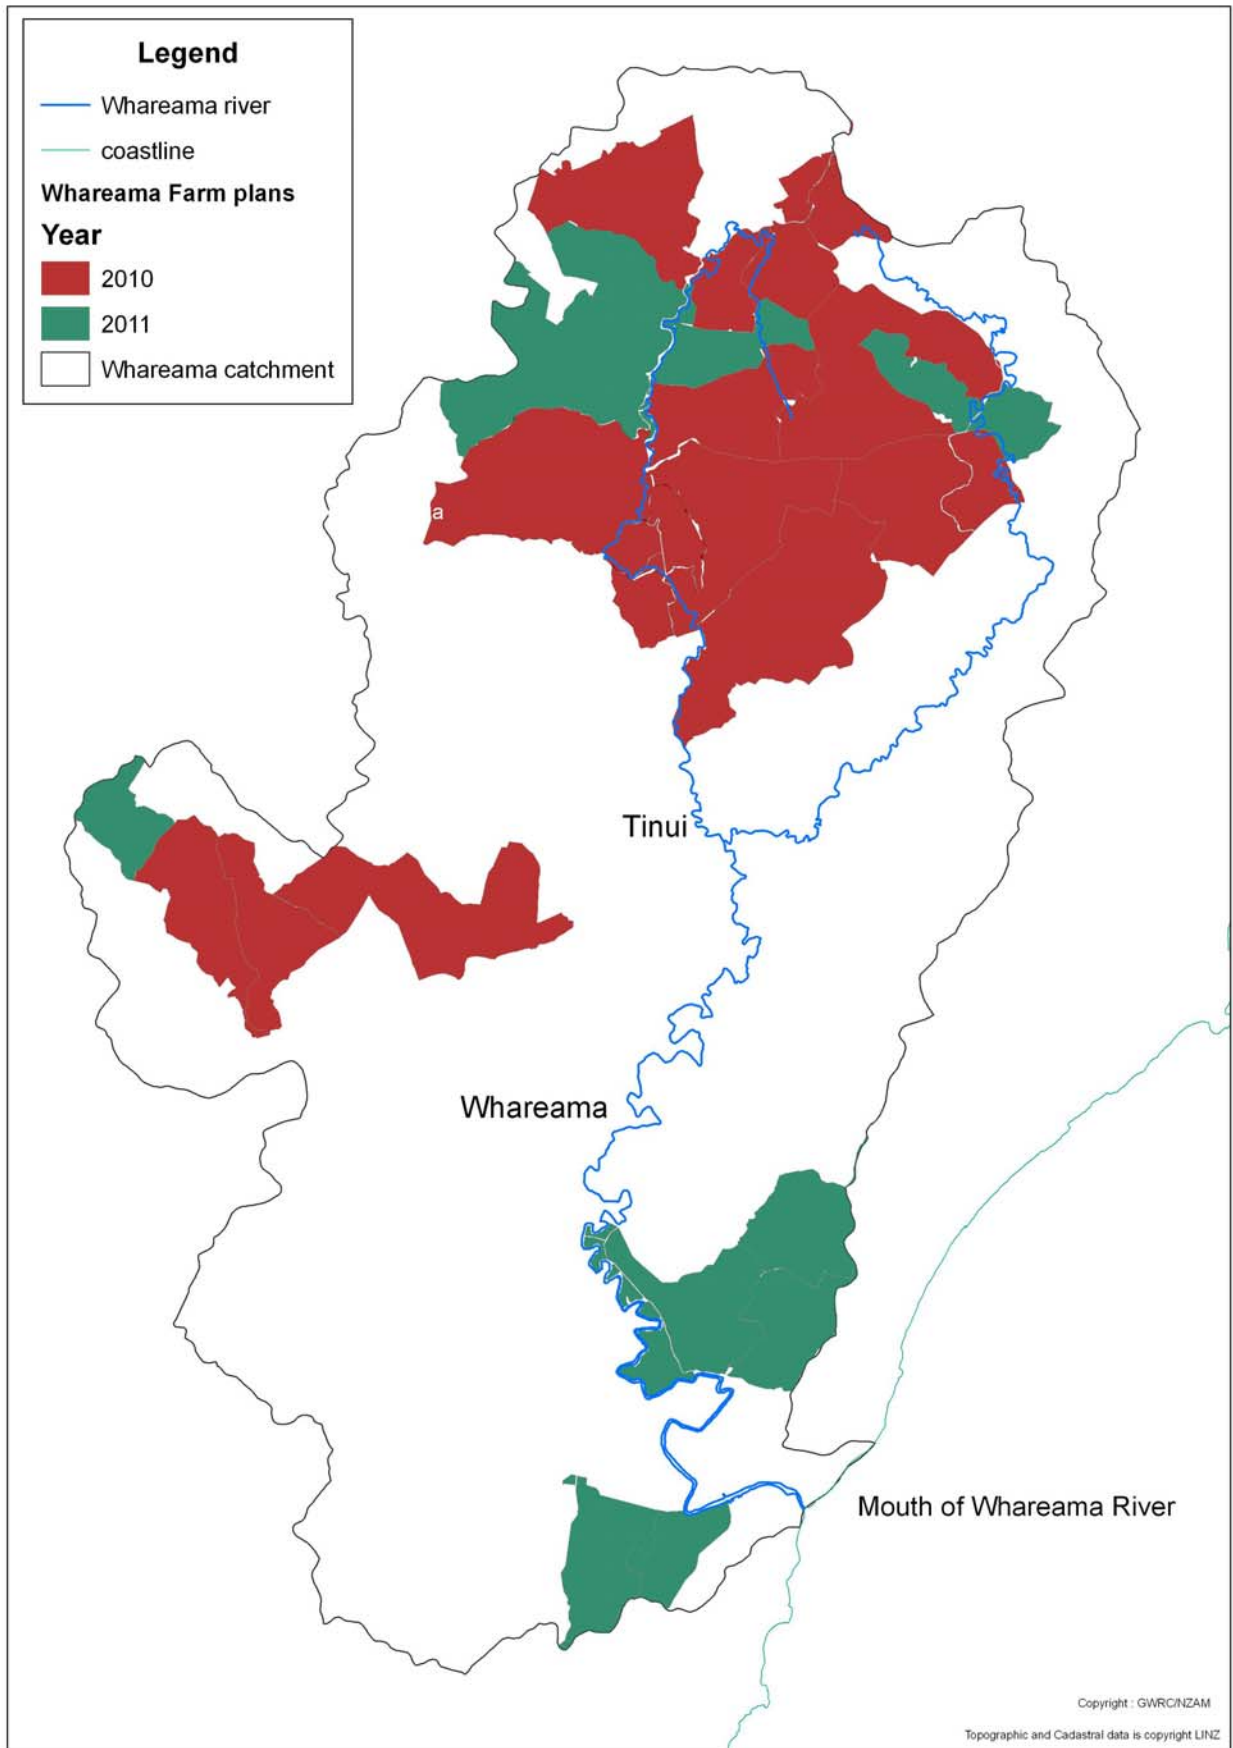 Legend
Whareama river
coastline
Whareama Farm plans
Year
2010
2011
Whareama catchment
a
Tinui
Whareama
Mouth of Whareama River
Copyright : GWRC/NZAM
Topographic and Cadastral data is copyright LINZ